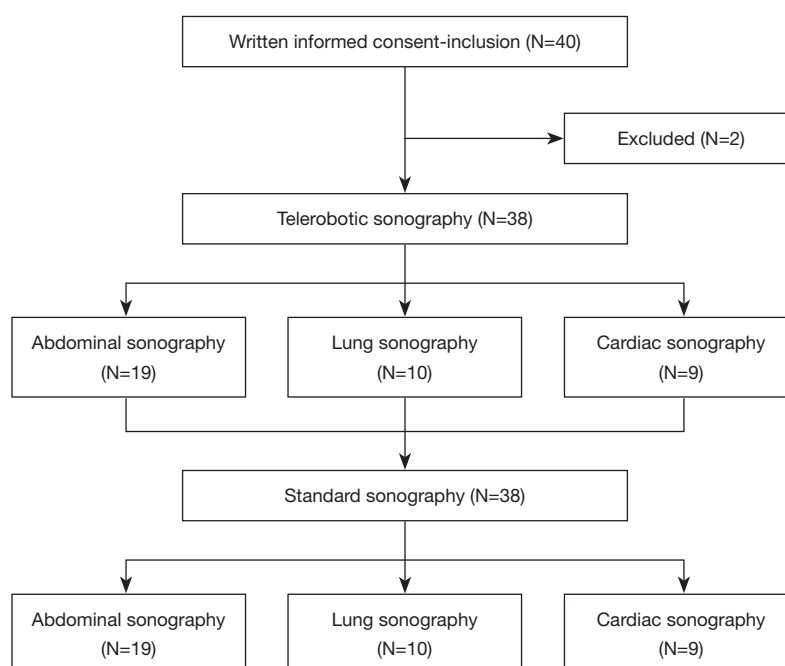 Written informed consent-inclusion (N=40)
Excluded (N=2)
Telerobotic sonography (N=38)
Abdominal sonography
(N=19)
Lung sonography
(N=10)
Cardiac sonography
(N=9)
Standard sonography (N=38)
Abdominal sonography
(N=19)
Lung sonography
(N=10)
Cardiac sonography
(N=9)